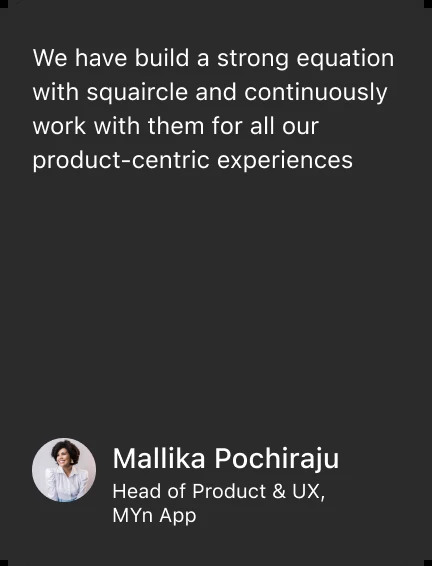 We have build a strong equation
with squaircle and continuously
work with them for all our
product-centric experiences
Mallika Pochiraju
Head of Product & UX,
MYn App